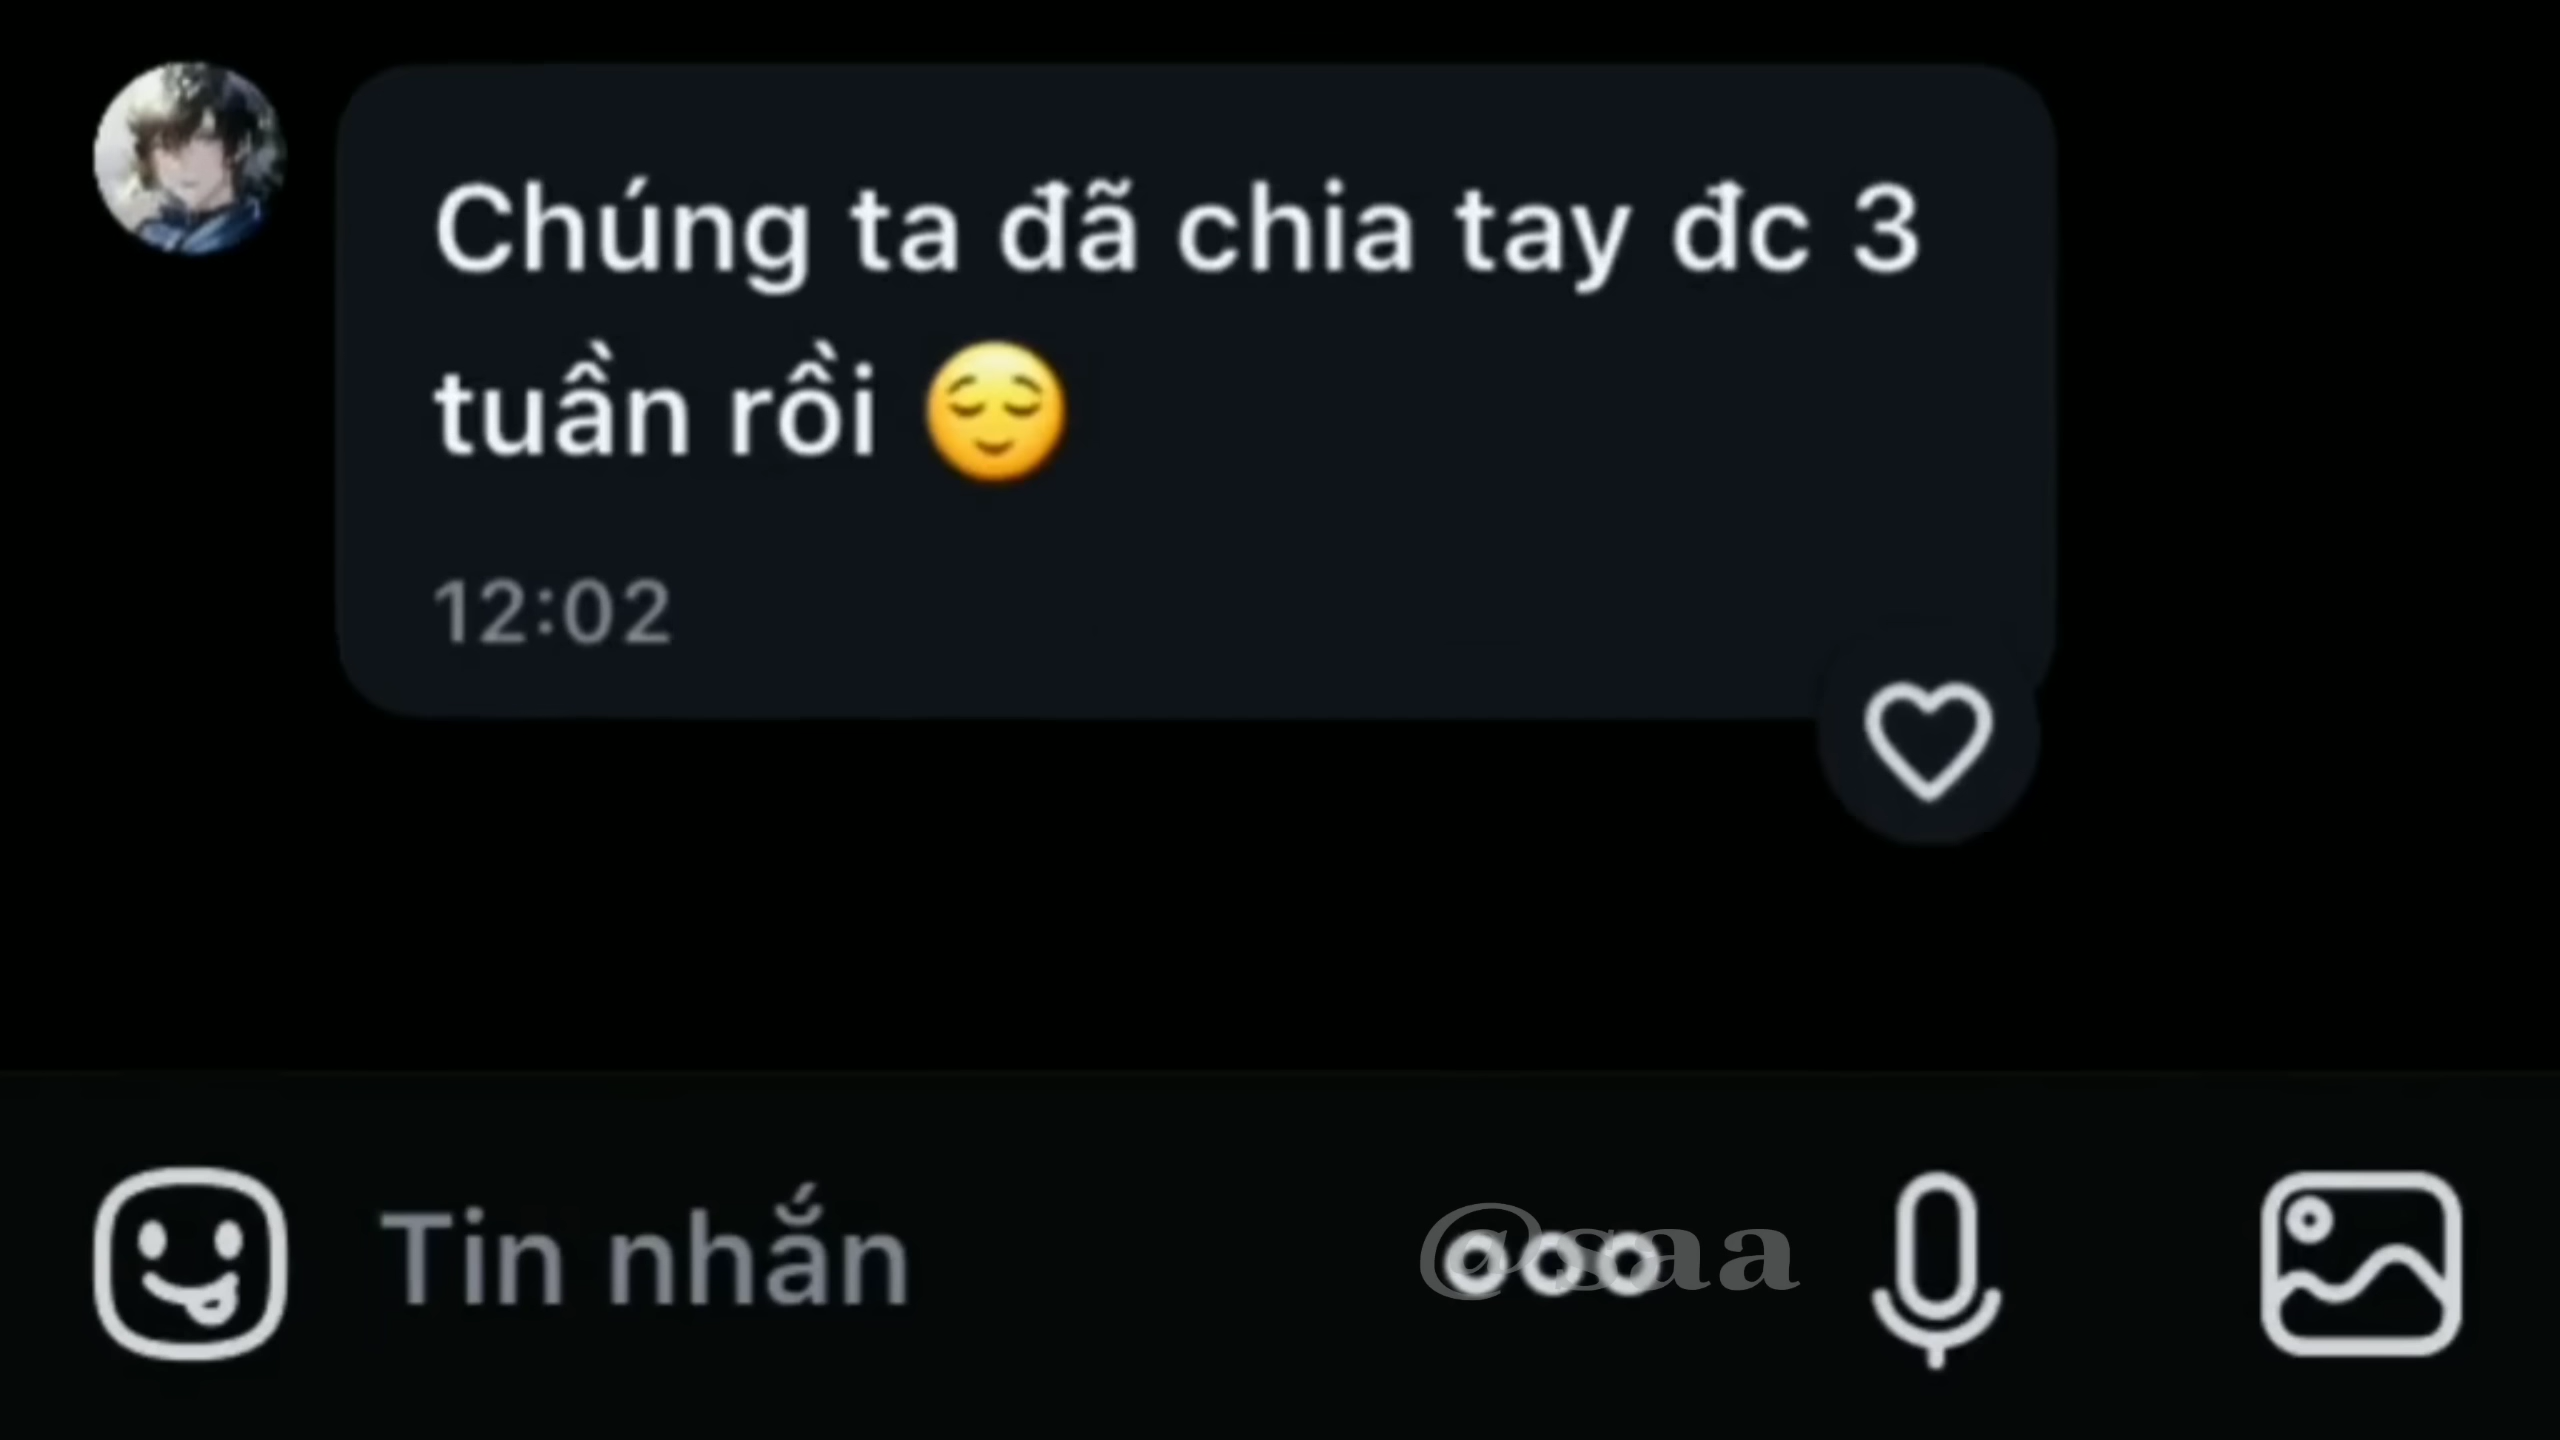 Chúng ta đã chia tay đc 3
tuần rồi 😌
12:02
Tin nhắn
@saa